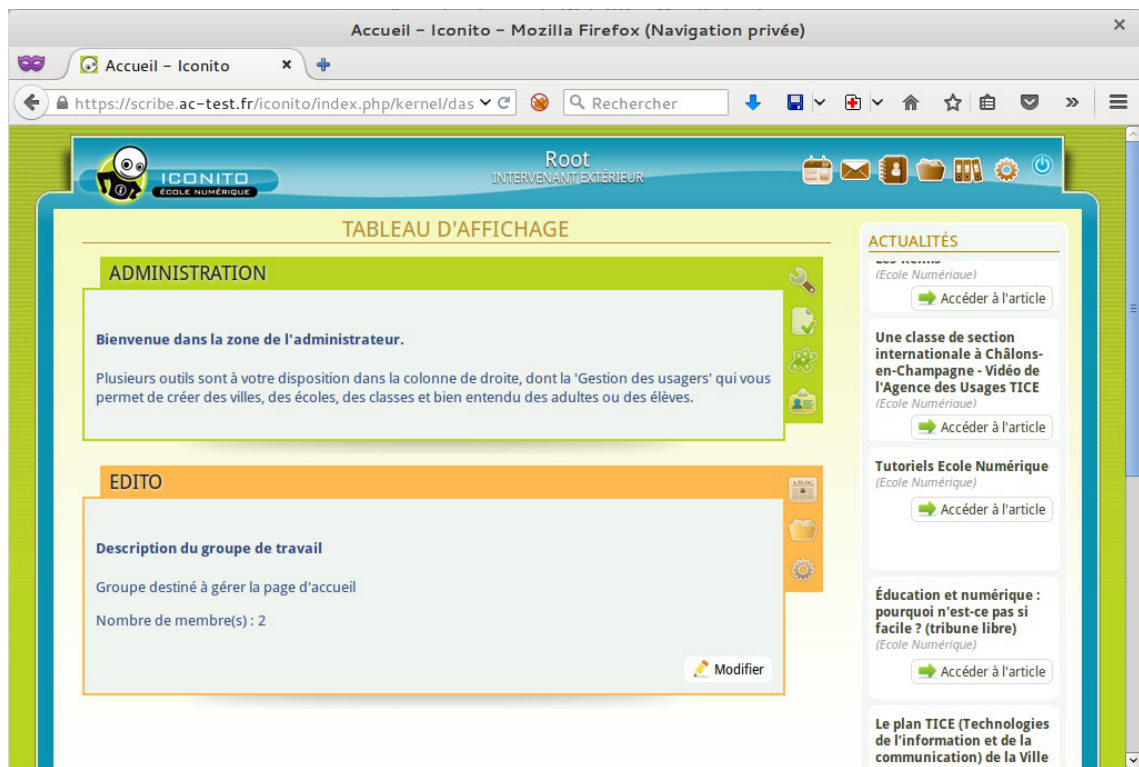 Accueil - Iconito - Mozilla Firefox (Navigation privée)
Accueil - Iconito
https://scribe.ac-test.fr/iconito/index.php/kernel/das
Rechercher
ICONITO
ÉCOLE NUMÉRIQUE
Root
INTERVENANT EXTÉRIEUR
TABLEAU D'AFFICHAGE
ADMINISTRATION
Bienvenue dans la zone de l'administrateur.
Plusieurs outils sont à votre disposition dans la colonne de droite, dont la 'Gestion des usagers' qui vous
permet de créer des villes, des écoles, des classes et bien entendu des adultes ou des élèves.
EDITO
Description du groupe de travail
Groupe destiné à gérer la page d'accueil
Nombre de membre(s) : 2
Modifier
ACTUALITÉS
(Ecole Numérique)
Accéder à l'article
Une classe de section
internationale à Châlons-
en-Champagne - Vidéo de
l'Agence des Usages TICE
(Ecole Numérique)
Accéder à l'article
Tutoriels Ecole Numérique
(Ecole Numérique)
Accéder à l'article
Éducation et numérique :
pourquoi n'est-ce pas si
facile ? (tribune libre)
(Ecole Numérique)
Accéder à l'article
Le plan TICE (Technologies
de l'information et de la
communication) de la Ville